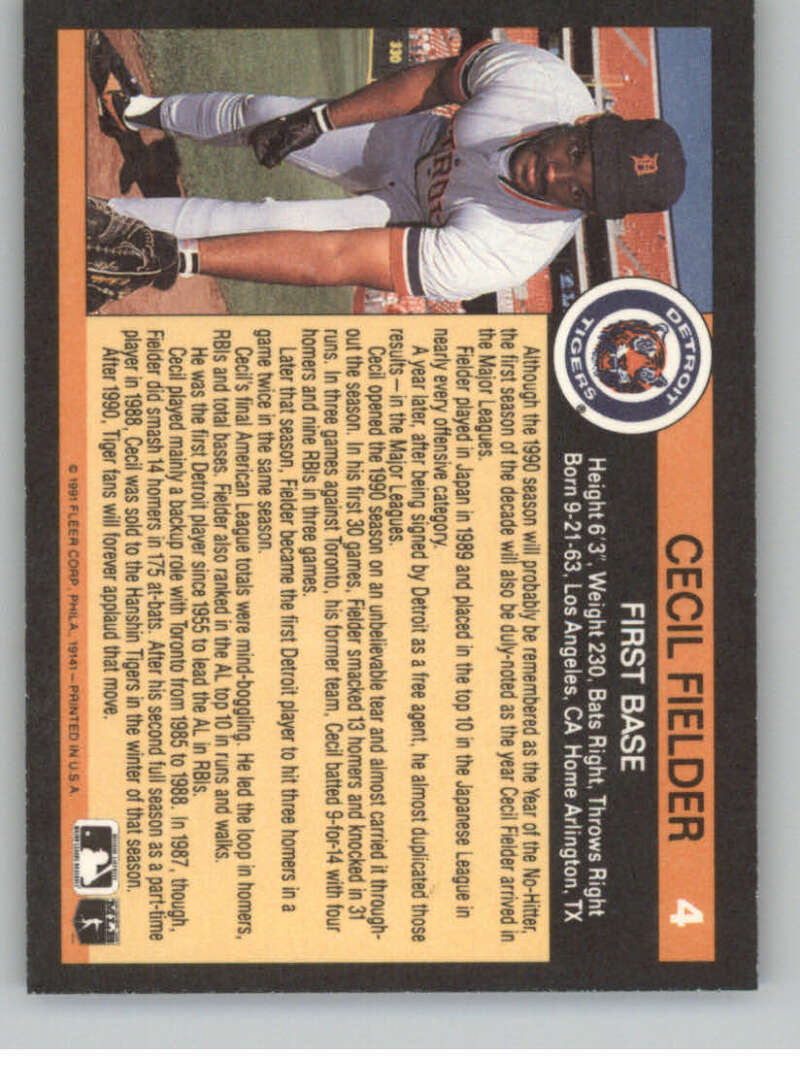 CECIL FIELDER 4
FIRST BASE
Height 6'3", Weight 230, Bats Right, Throws Right
Born 9-21-63, Los Angeles, CA Home Arlington, TX
DETROIT
TIGERS®
330
Although the 1990 season will probably be remembered as the Year of the No-Hitter,
the first season of the decade will also be duly-noted as the year Cecil Fielder arrived in
the Major Leagues.
Fielder played in Japan in 1989 and placed in the top 10 in the Japanese League in
nearly every offensive category.
A year later, after being signed by Detroit as a free agent, he almost duplicated those
results — in the Major Leagues.
Cecil opened the 1990 season on an unbelievable tear and almost carried it through-
out the season. In his first 30 games, Fielder smacked 13 homers and knocked in 31
runs. In three games against Toronto, his former team, Cecil batted 9-for-14 with four
homers and nine RBIs in three games.
Later that season, Fielder became the first Detroit player to hit three homers in a
game twice in the same season.
Cecil's final American League totals were mind-boggling. He led the loop in homers,
RBIs and total bases. Fielder also ranked in the AL top 10 in runs and walks.
He was the first Detroit player since 1955 to lead the AL in RBIs.
Cecil played mainly a backup role with Toronto from 1985 to 1988. In 1987, though,
Fielder did smash 14 homers in 175 at-bats. After his second full season as a part-time
player in 1988, Cecil was sold to the Hanshin Tigers in the winter of that season.
After 1990, Tiger fans will forever applaud that move.
© 1991 FLEER CORP., PHILA., 19141 — PRINTED IN U.S.A.